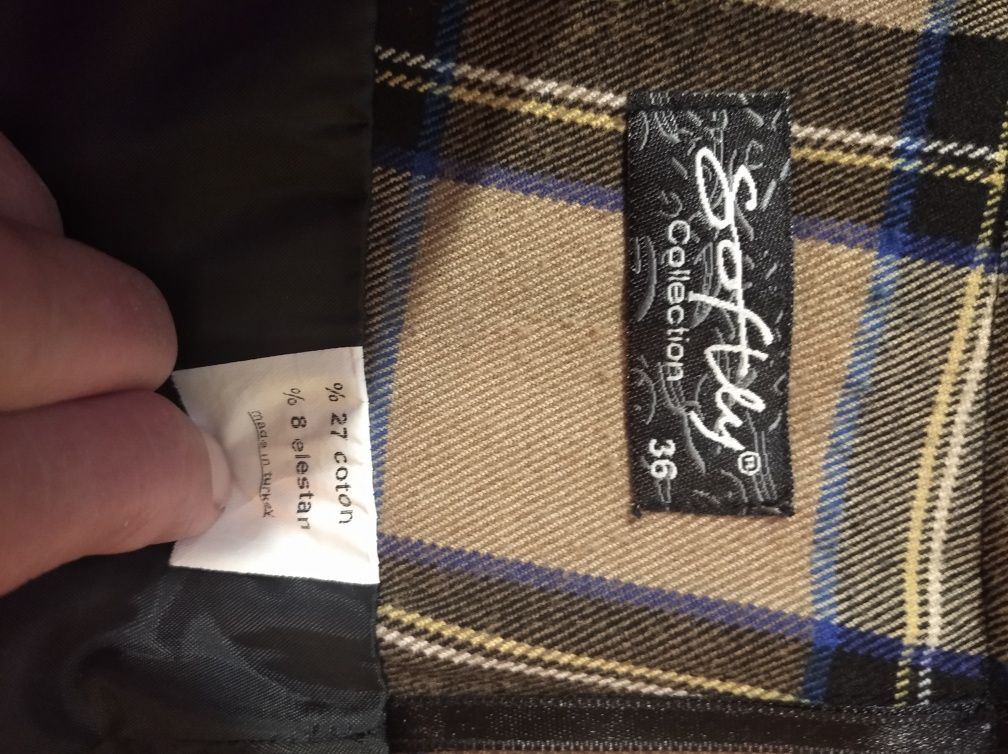 Softly®
Collection
36
% 27 coton
% 8 elestan
made in turkey